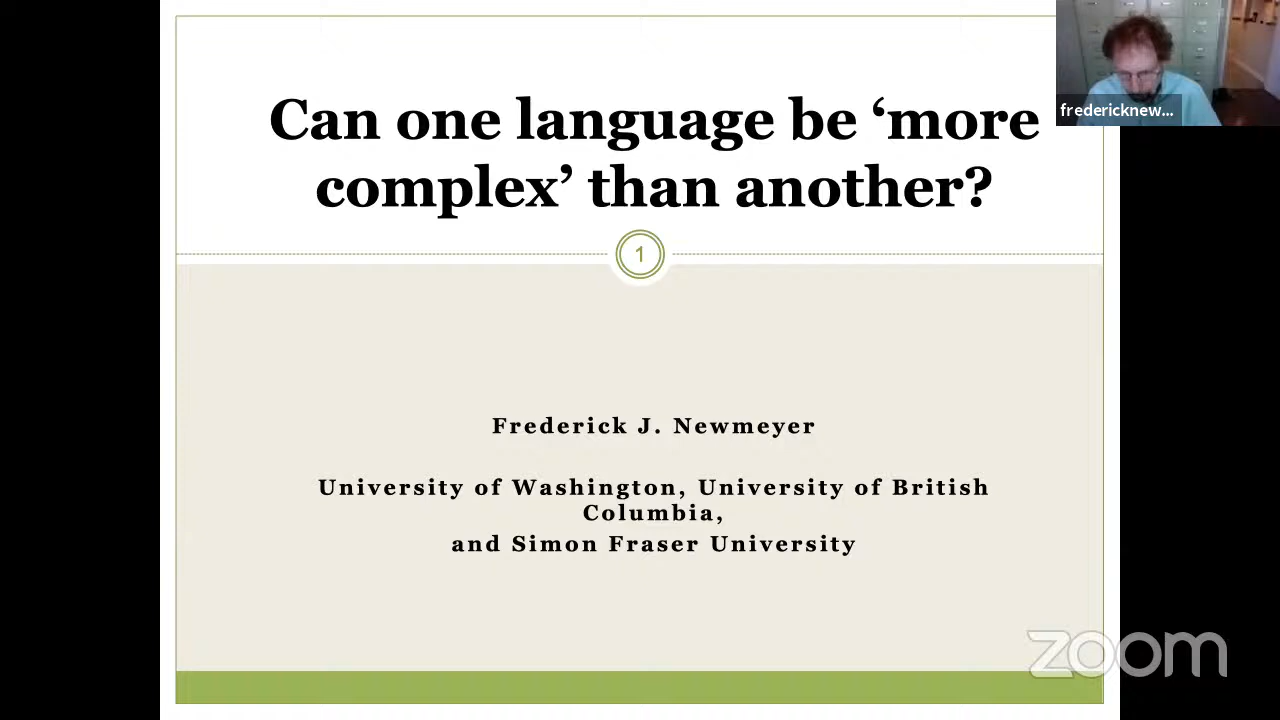 Can one language be ‘more
complex’ than another?
fredericknew...
1
Frederick J. Newmeyer
University of Washington, University of British
Columbia,
and Simon Fraser University
zoom